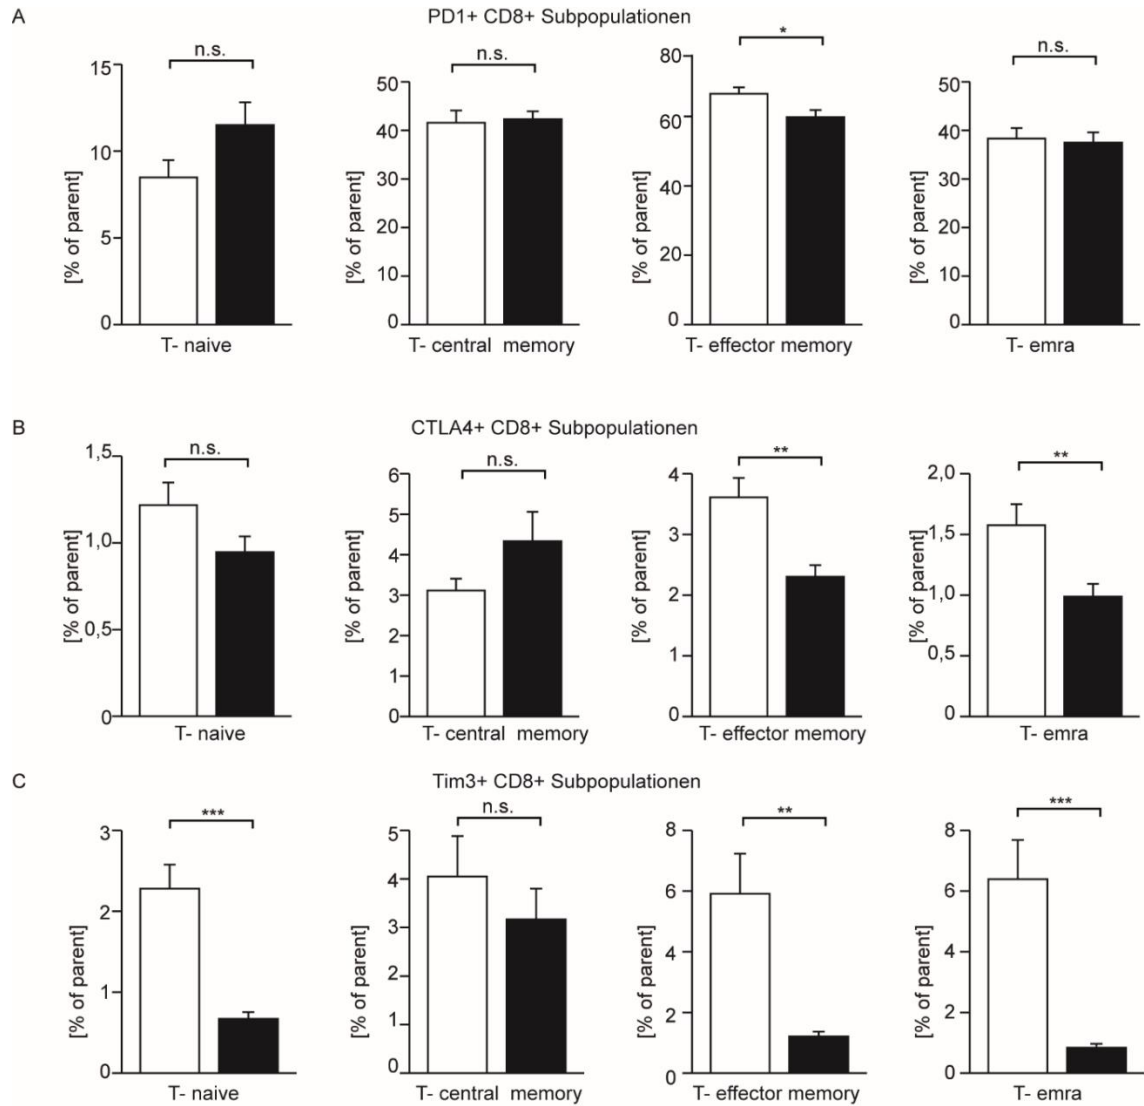 A
PD1+ CD8+ Subpopulationen
n.s.
15
10
5
0
[% of parent]
T- naive
n.s.
50
40
30
20
10
0
[% of parent]
T- central memory
*
80
60
40
20
0
[% of parent]
T- effector memory
n.s.
50
40
30
20
10
0
[% of parent]
T- emra
B
CTLA4+ CD8+ Subpopulationen
n.s.
1,5
1,0
0,5
0
[% of parent]
T- naive
n.s.
6
5
4
3
2
1
0
[% of parent]
T- central memory
**
4
3
2
1
0
[% of parent]
T- effector memory
**
2,0
1,5
1,0
0,5
0
[% of parent]
T- emra
C
Tim3+ CD8+ Subpopulationen
***
3
2
1
0
[% of parent]
T- naive
n.s.
5
4
3
2
1
0
[% of parent]
T- central memory
**
8
6
4
2
0
[% of parent]
T- effector memory
***
8
6
4
2
0
[% of parent]
T- emra